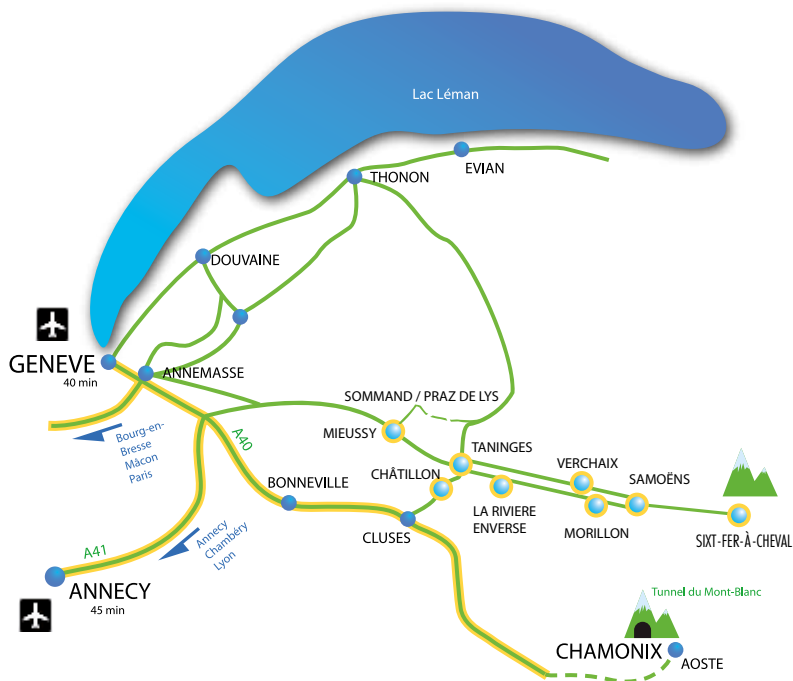 Lac Léman
EVIAN
THONON
DOUVAINE
GENEVE
40 min
ANNEMASSE
SOMMAND / PRAZ DE LYS
MIEUSSY
A40
Bourg-en-
Bresse
Mâcon
Paris
TANINGES
VERCHAIX
CHÂTILLON
SAMOËNS
BONNEVILLE
LA RIVIERE
ENVERSE
MORILLON
SIXT-FER-À-CHEVAL
CLUSES
A41
Annecy
Chambéry
Lyon
ANNECY
45 min
Tunnel du Mont-Blanc
CHAMONIX
AOSTE